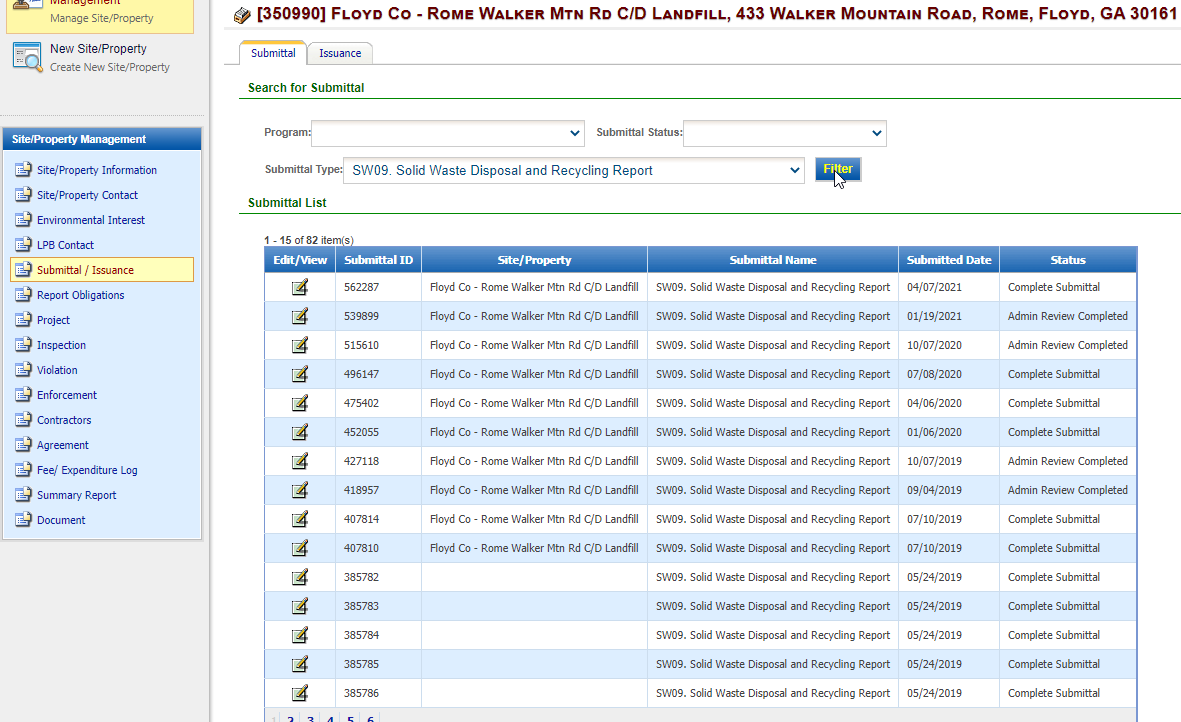 Management
Manage Site/Property
New Site/Property
Create New Site/Property
Site/Property Management
Site/Property Information
Site/Property Contact
Environmental Interest
LPB Contact
Submittal / Issuance
Report Obligations
Project
Inspection
Violation
Enforcement
Contractors
Agreement
Fee/ Expenditure Log
Summary Report
Document
[350990] Floyd Co - Rome Walker Mtn Rd C/D Landfill, 433 Walker Mountain Road, Rome, Floyd, GA 30161
Submittal Issuance
Search for Submittal
Program: Submittal Status:
Submittal Type: SW09. Solid Waste Disposal and Recycling Report Filter
Submittal List
1 - 15 of 82 item(s)
Edit/View Submittal ID Site/Property Submittal Name Submitted Date Status
562287 Floyd Co - Rome Walker Mtn Rd C/D Landfill SW09. Solid Waste Disposal and Recycling Report 04/07/2021 Complete Submittal
539899 Floyd Co - Rome Walker Mtn Rd C/D Landfill SW09. Solid Waste Disposal and Recycling Report 01/19/2021 Admin Review Completed
515610 Floyd Co - Rome Walker Mtn Rd C/D Landfill SW09. Solid Waste Disposal and Recycling Report 10/07/2020 Admin Review Completed
496147 Floyd Co - Rome Walker Mtn Rd C/D Landfill SW09. Solid Waste Disposal and Recycling Report 07/08/2020 Complete Submittal
475402 Floyd Co - Rome Walker Mtn Rd C/D Landfill SW09. Solid Waste Disposal and Recycling Report 04/06/2020 Complete Submittal
452055 Floyd Co - Rome Walker Mtn Rd C/D Landfill SW09. Solid Waste Disposal and Recycling Report 01/06/2020 Complete Submittal
427118 Floyd Co - Rome Walker Mtn Rd C/D Landfill SW09. Solid Waste Disposal and Recycling Report 10/07/2019 Admin Review Completed
418957 Floyd Co - Rome Walker Mtn Rd C/D Landfill SW09. Solid Waste Disposal and Recycling Report 09/04/2019 Admin Review Completed
407814 Floyd Co - Rome Walker Mtn Rd C/D Landfill SW09. Solid Waste Disposal and Recycling Report 07/10/2019 Complete Submittal
407810 Floyd Co - Rome Walker Mtn Rd C/D Landfill SW09. Solid Waste Disposal and Recycling Report 07/10/2019 Complete Submittal
385782 SW09. Solid Waste Disposal and Recycling Report 05/24/2019 Complete Submittal
385783 SW09. Solid Waste Disposal and Recycling Report 05/24/2019 Complete Submittal
385784 SW09. Solid Waste Disposal and Recycling Report 05/24/2019 Complete Submittal
385785 SW09. Solid Waste Disposal and Recycling Report 05/24/2019 Complete Submittal
385786 SW09. Solid Waste Disposal and Recycling Report 05/24/2019 Complete Submittal
1 2 3 4 5 6